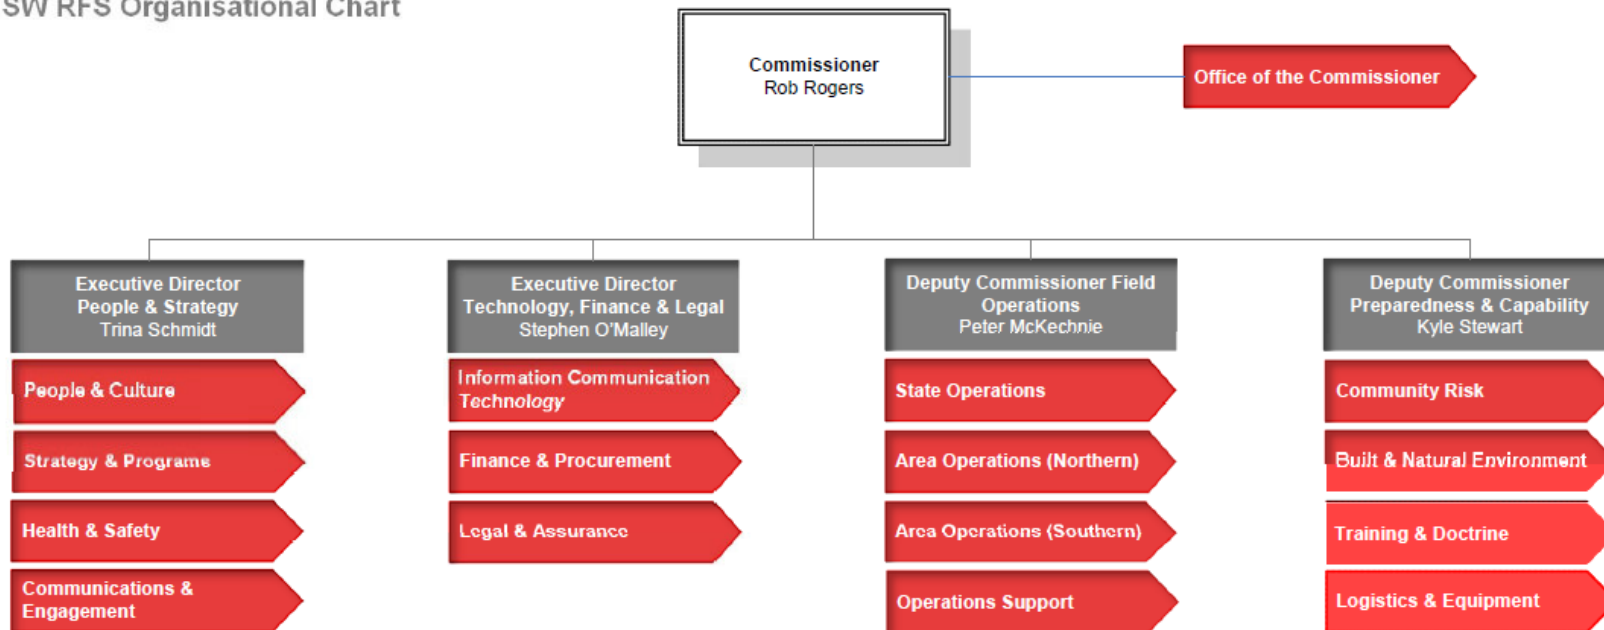 SW RFS Organisational Chart
Commissioner
Rob Rogers
Office of the Commissioner
Executive Director
People & Strategy
Trina Schmidt
People & Culture
Strategy & Programs
Health & Safety
Communications &
Engagement
Executive Director
Technology, Finance & Legal
Stephen O'Malley
Information Communication
Technology
Finance & Procurement
Legal & Assurance
Deputy Commissioner Field
Operations
Peter McKechnie
State Operations
Area Operations (Northern)
Area Operations (Southern)
Operations Support
Deputy Commissioner
Preparedness & Capability
Kyle Stewart
Community Risk
Built & Natural Environment
Training & Doctrine
Logistics & Equipment